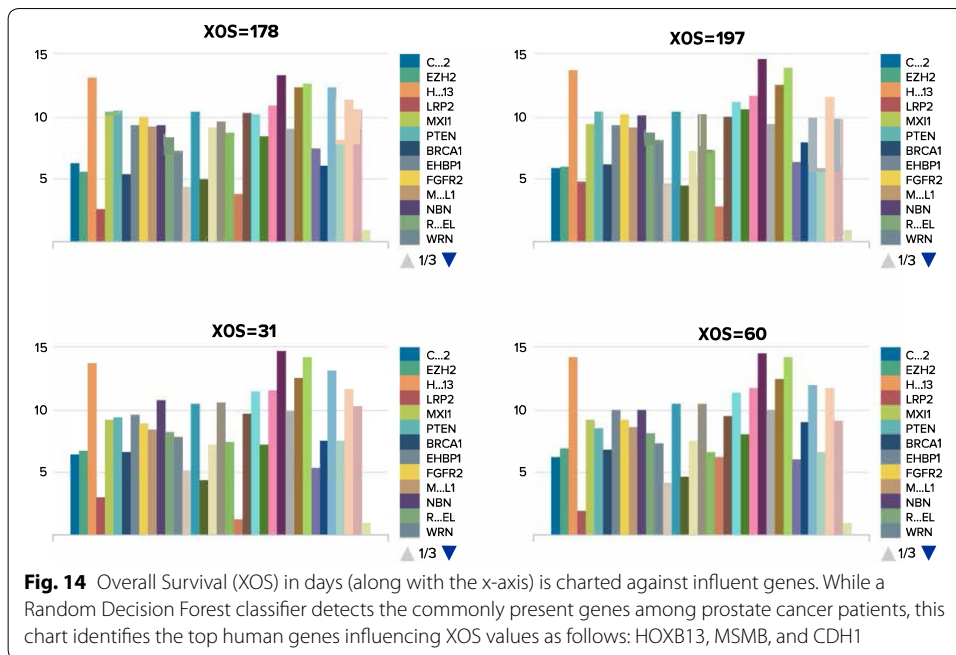 XOS=178
15
10
5
C...2
EZH2
H...13
LRP2
MXI1
PTEN
BRCA1
EHBP1
FGFR2
M...L1
NBN
R...EL
WRN
1/3
XOS=197
15
10
5
C...2
EZH2
H...13
LRP2
MXI1
PTEN
BRCA1
EHBP1
FGFR2
M...L1
NBN
R...EL
WRN
1/3
XOS=31
15
10
5
C...2
EZH2
H...13
LRP2
MXI1
PTEN
BRCA1
EHBP1
FGFR2
M...L1
NBN
R...EL
WRN
1/3
XOS=60
15
10
5
C...2
EZH2
H...13
LRP2
MXI1
PTEN
BRCA1
EHBP1
FGFR2
M...L1
NBN
R...EL
WRN
1/3
Fig. 14 Overall Survival (XOS) in days (along with the x-axis) is charted against influent genes. While a
Random Decision Forest classifier detects the commonly present genes among prostate cancer patients, this
chart identifies the top human genes influencing XOS values as follows: HOXB13, MSMB, and CDH1